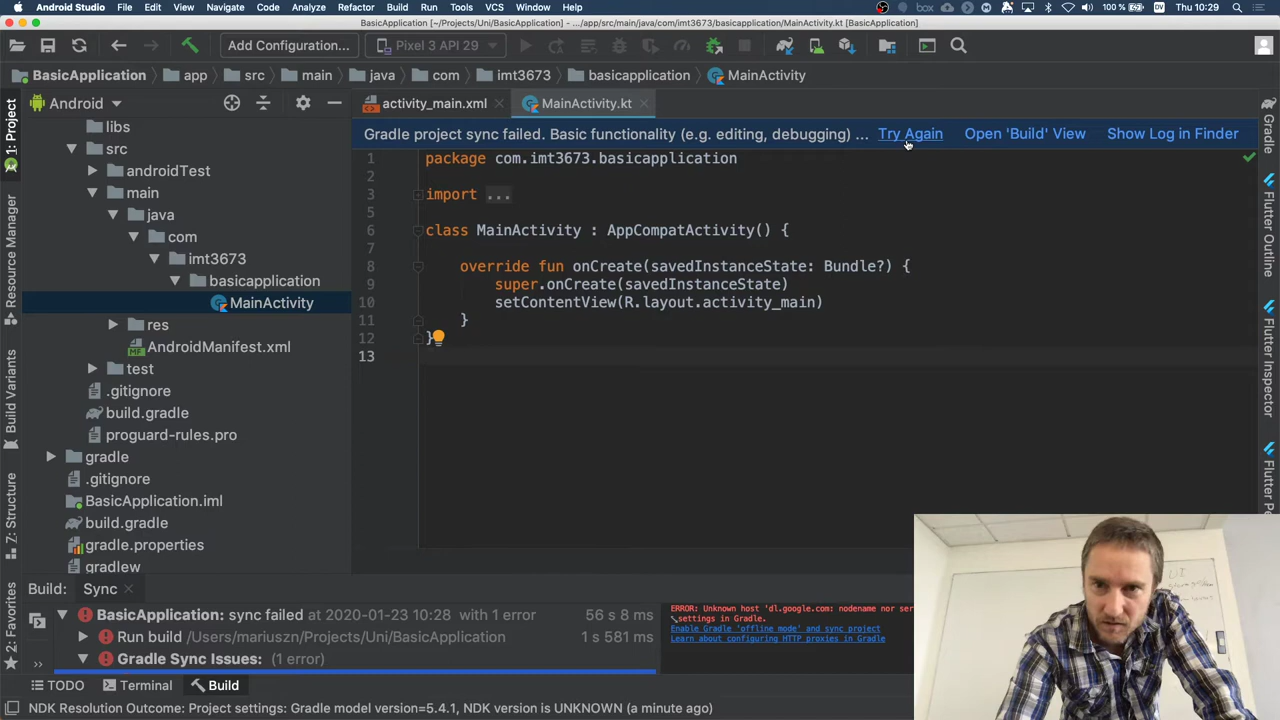 Android Studio File Edit View Navigate Code Analyze Refactor Build Run Tools VCS Window Help 100 % DV Thu 10:29
BasicApplication [~/Projects/Uni/BasicApplication] - .../app/src/main/java/com/imt3673/basicapplication/MainActivity.kt [BasicApplication]
Add Configuration... Pixel 3 API 29
BasicApplication app src main java com imt3673 basicapplication MainActivity
Android activity_main.xml MainActivity.kt
Gradle project sync failed. Basic functionality (e.g. editing, debugging) ... Try Again Open 'Build' View Show Log in Finder
1: Project
Resource Manager
Build Variants
Z: Structure
2: Favorites
libs
src
androidTest
main
java
com
imt3673
basicapplication
MainActivity
res
AndroidManifest.xml
test
.gitignore
build.gradle
proguard-rules.pro
gradle
.gitignore
BasicApplication.iml
build.gradle
gradle.properties
gradlew
1 package com.imt3673.basicapplication
2
3 import ...
5
6 class MainActivity : AppCompatActivity() {
7
8 override fun onCreate(savedInstanceState: Bundle?) {
9 super.onCreate(savedInstanceState)
10 setContentView(R.layout.activity_main)
11 }
12 }
13
Gradle
Flutter Outline
Flutter Inspector
Flutter Pe
Build: Sync
BasicApplication: sync failed at 2020-01-23 10:28 with 1 error 56 s 8 ms
Run build /Users/mariusn/Projects/Uni/BasicApplication 1 s 581 ms
Gradle Sync Issues: (1 error)
ERROR: Unknown host 'dl.google.com: nodename nor ser
settings in Gradle.
Enable Gradle 'offline mode' and sync project
Learn about configuring HTTP proxies in Gradle
TODO Terminal Build
NDK Resolution Outcome: Project settings: Gradle model version=5.4.1, NDK version is UNKNOWN (a minute ago)
UI